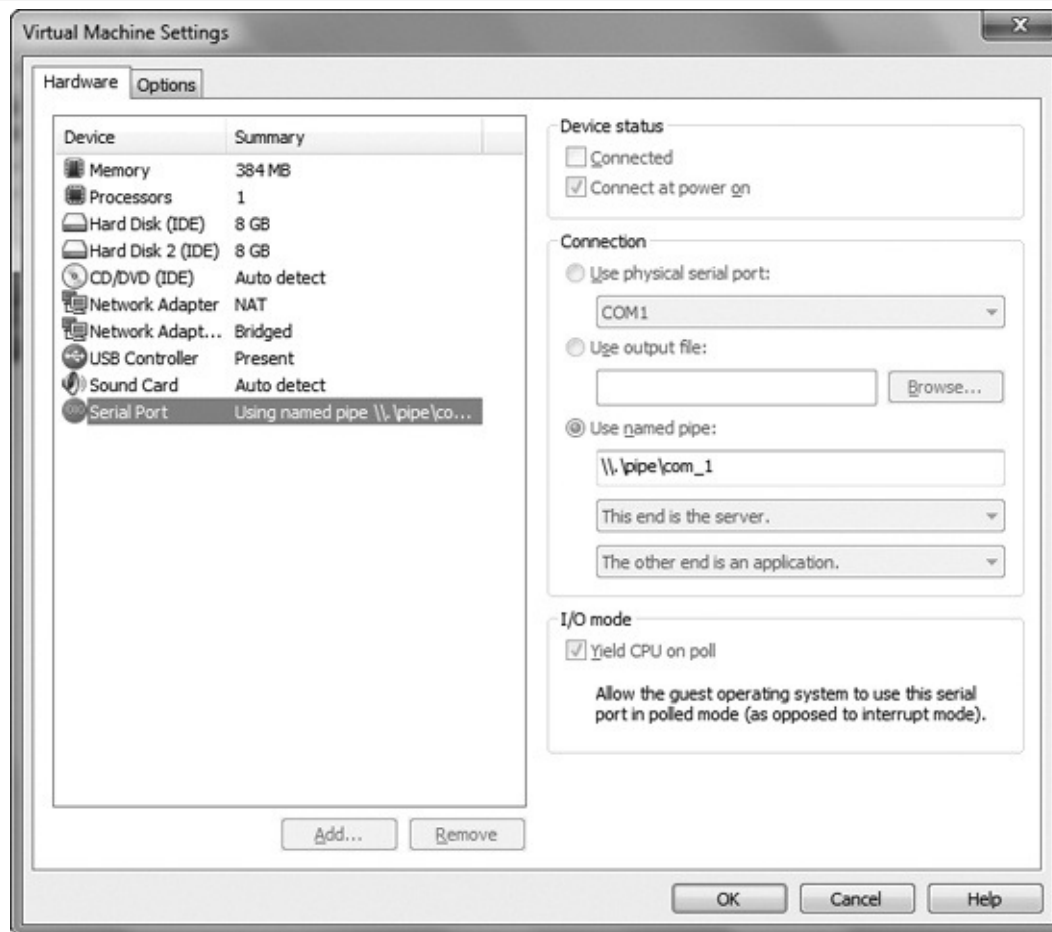 Virtual Machine Settings
Hardware Options
Device Summary
Memory 384 MB
Processors 1
Hard Disk (IDE) 8 GB
Hard Disk 2 (IDE) 8 GB
CD/DVD (IDE) Auto detect
Network Adapter NAT
Network Adapt... Bridged
USB Controller Present
Sound Card Auto detect
Serial Port Using named pipe \\.\pipe\co...
Add... Remove
Device status
Connected
Connect at power on
Connection
Use physical serial port:
COM1
Use output file:
Browse...
Use named pipe:
\\.\pipe\com_1
This end is the server.
The other end is an application.
I/O mode
Yield CPU on poll
Allow the guest operating system to use this serial
port in polled mode (as opposed to interrupt mode).
OK Cancel Help